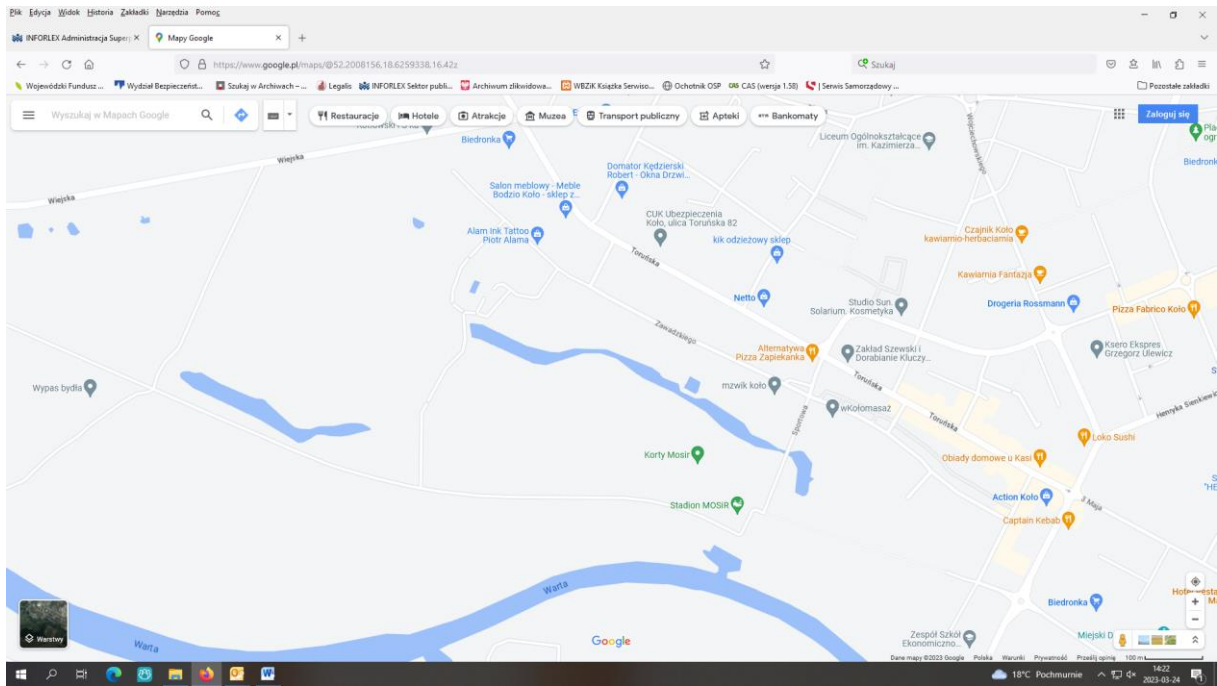 Plik Edycja Widok Historia Zakładki Narzędzia Pomoc
INFORLEX Administracja Super
Mapy Google
https://www.google.pl/maps/@52.2008156,18.6259338,16.42z
Szukaj
Wojewódzki Fundusz ...
Wydział Bezpieczeńst...
Szukaj w Archiwach – ...
Legalis
INFORLEX Sektor publi...
Archiwum zlikwidowa...
WBZiK Książka Serwiso...
Ochotnik OSP
CAS (wersja 1.58)
| Serwis Samorządowy ...
Pozostałe zakładki
Wyszukaj w Mapach Google
Restauracje
Hotele
Atrakcje
Muzea
Transport publiczny
Apteki
Bankomaty
Zaloguj się
Biedronka
Liceum Ogólnokształcące
im. Kazimierza...
Wojciechowskiego
Wiejska
Wiejska
Domator Kędzierski
Robert - Okna Drzwi...
Salon meblowy - Meble
Bodzio Koło - sklep z...
CUK Ubezpieczenia
Koło, ulica Toruńska 82
Alam Ink Tattoo
Piotr Alama
kik odzieżowy sklep
Czajnik Koło
kawiarnio-herbaciarnia
Toruńska
Kawiarnia Fantazja
Netto
Studio Sun.
Solarium. Kosmetyka
Drogeria Rossmann
Pizza Fabrico Koło
Zawadzkiego
Alternatywa
Pizza Zapiekanka
Zakład Szewski i
Dorabianie Kluczy...
Ksero Ekspres
Grzegorz Ulewicz
Wypas bydła
mzwik koło
Toruńska
wKołomasaż
Sportowa
Toruńska
Henryka Sienkiewic
Loko Sushi
Korty Mosir
Obiady domowe u Kasi
Stadion MOSiR
Action Koło
3 Maja
Captain Kebab
Warta
Biedronka
Warstwy
Warta
Google
Zespół Szkół
Ekonomiczno...
Miejski D
Dane mapy ©2023 Google Polska Warunki Prywatność Prześlij opinię 100 m
18°C Pochmurnie
14:22
2023-03-24